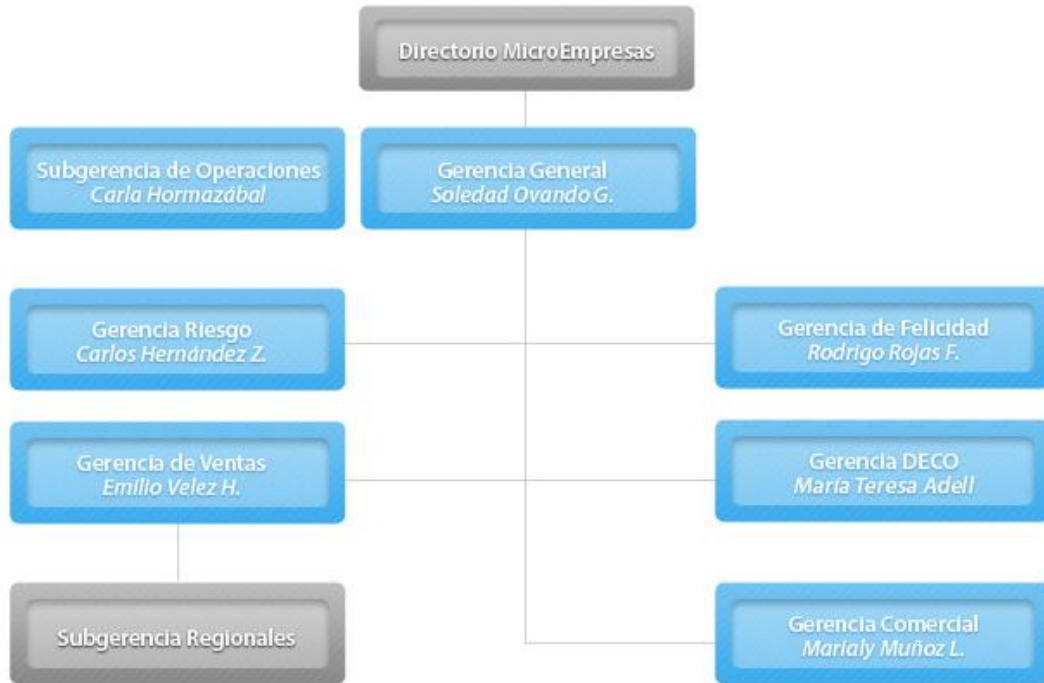 Directorio MicroEmpresas
Subgerencia de Operaciones
Carla Hormazábal
Gerencia General
Soledad Ovando G.
Gerencia Riesgo
Carlos Hernández Z.
Gerencia de Felicidad
Rodrigo Rojas F.
Gerencia de Ventas
Emilio Velez H.
Gerencia DECO
María Teresa Adell
Subgerencia Regionales
Gerencia Comercial
Marialy Muñoz L.